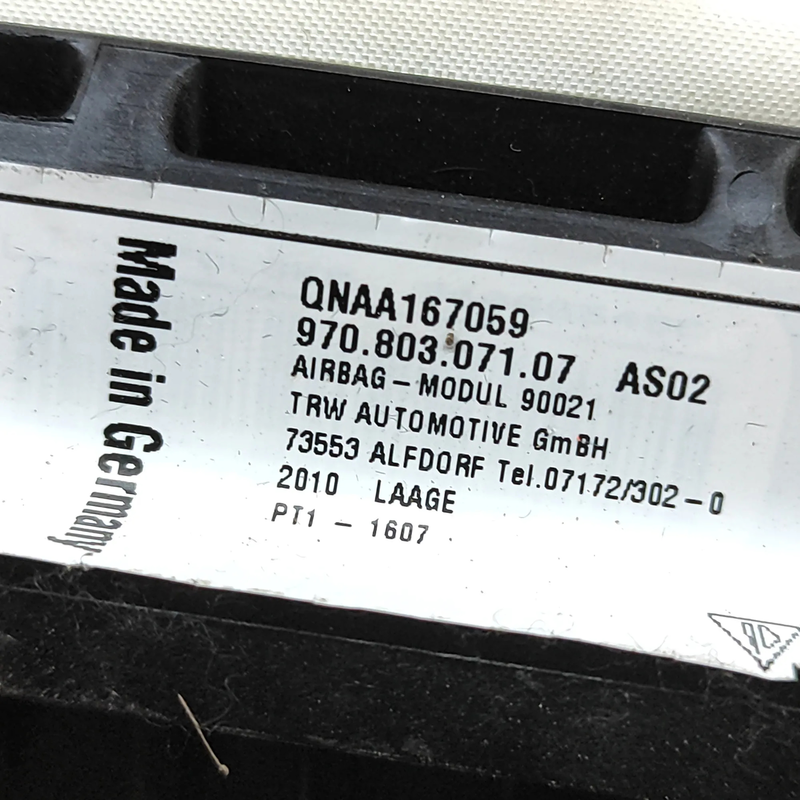 Made in Germany
QNAA167059
970.803.071.07 AS02
AIRBAG-MODUL 90021
TRW AUTOMOTIVE GmBH
73553 ALFDORF Tel.07172/302-0
2010 LAAGE
PT1 - 1607